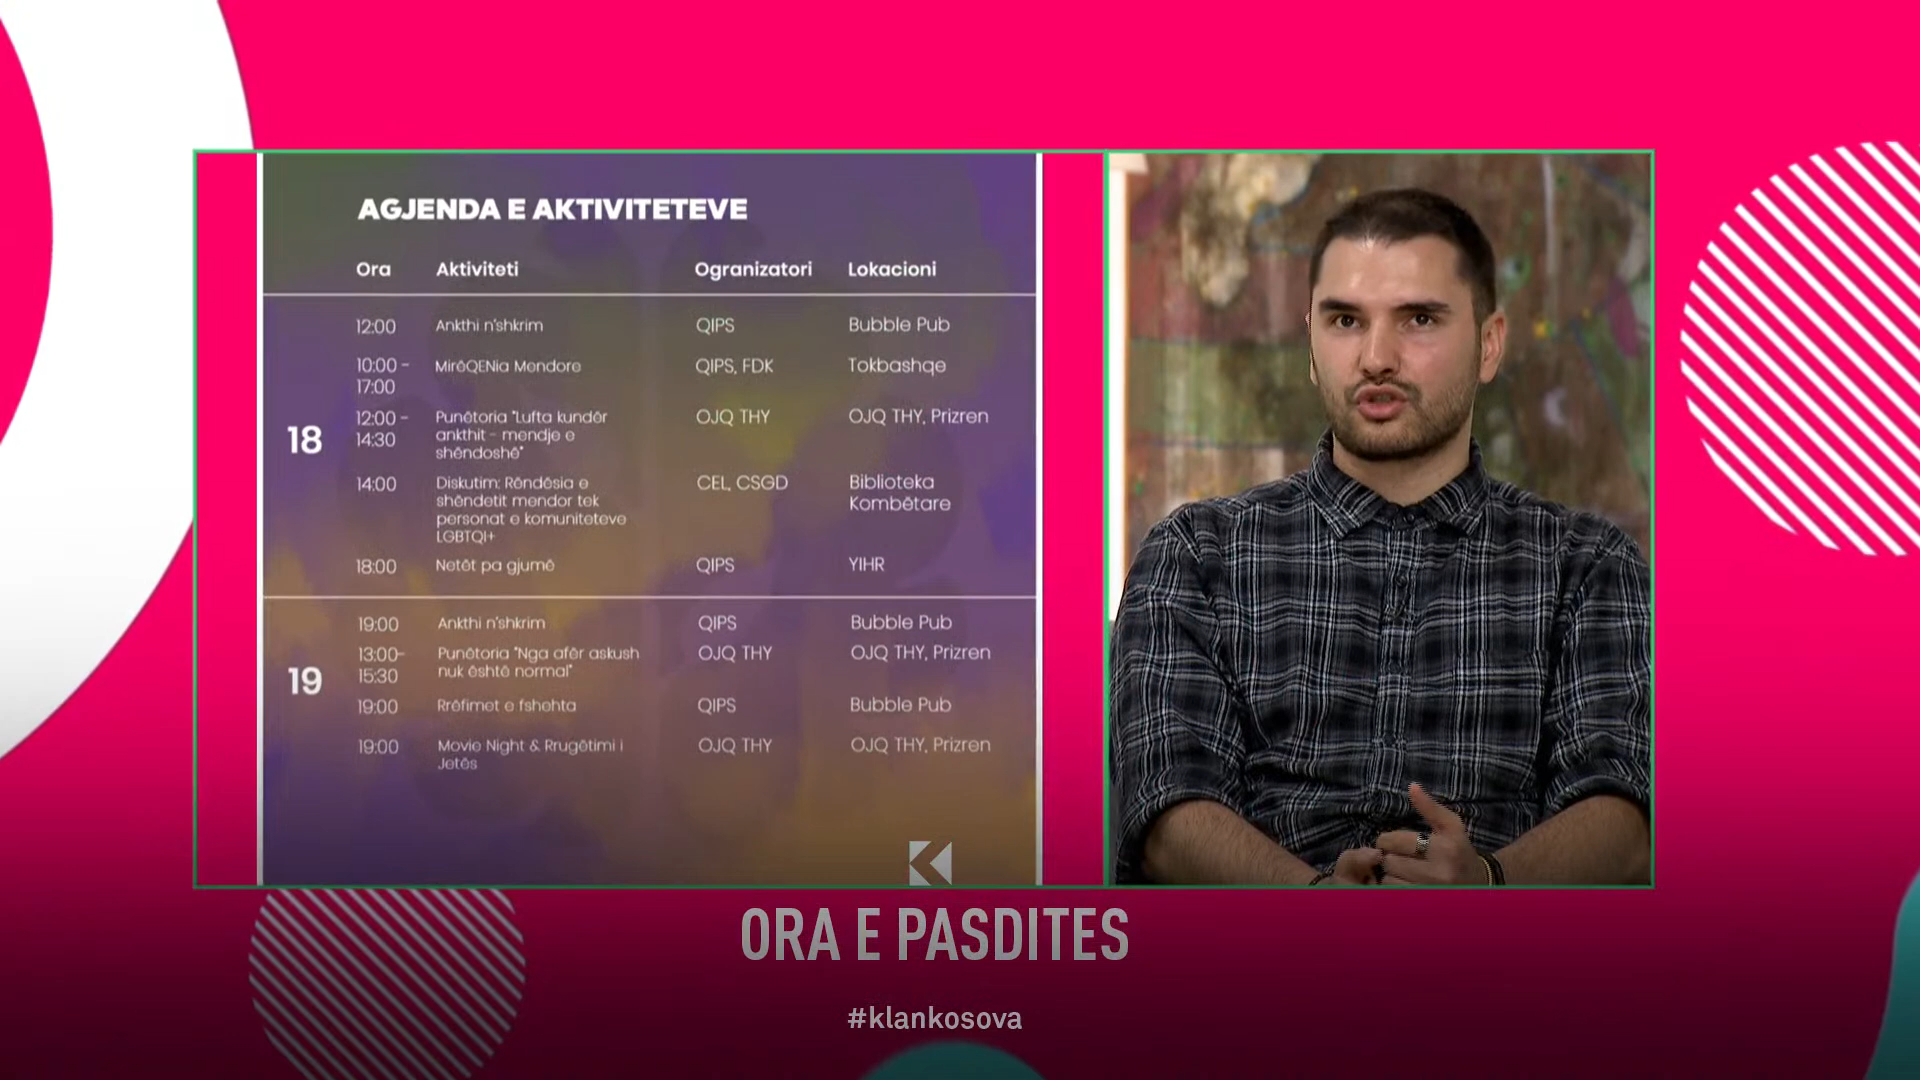 AGJENDA E AKTIVITETEVE
Ora Aktiviteti Ogranizatori Lokacioni
18
12:00 Ankthi n'shkrim QIPS Bubble Pub
10:00 - MirëQENia Mendore QIPS, FDK Tokbashqe
17:00
12:00 - Punëtoria "Lufta kundër OJQ THY OJQ THY, Prizren
14:30 ankthit - mendje e
shëndoshë"
14:00 Diskutim: Rëndësia e CEL, CSGD Biblioteka
shëndetit mendor tek Kombëtare
personat e komuniteteve
LGBTQI+
18:00 Netët pa gjumë QIPS YIHR
19
19:00 Ankthi n'shkrim QIPS Bubble Pub
13:00- Punëtoria "Nga afër askush OJQ THY OJQ THY, Prizren
15:30 nuk është normal"
19:00 Rrëfimet e fshehta QIPS Bubble Pub
19:00 Movie Night & Rrugëtimi i OJQ THY OJQ THY, Prizren
Jetës
ORA E PASDITES
#klankosova